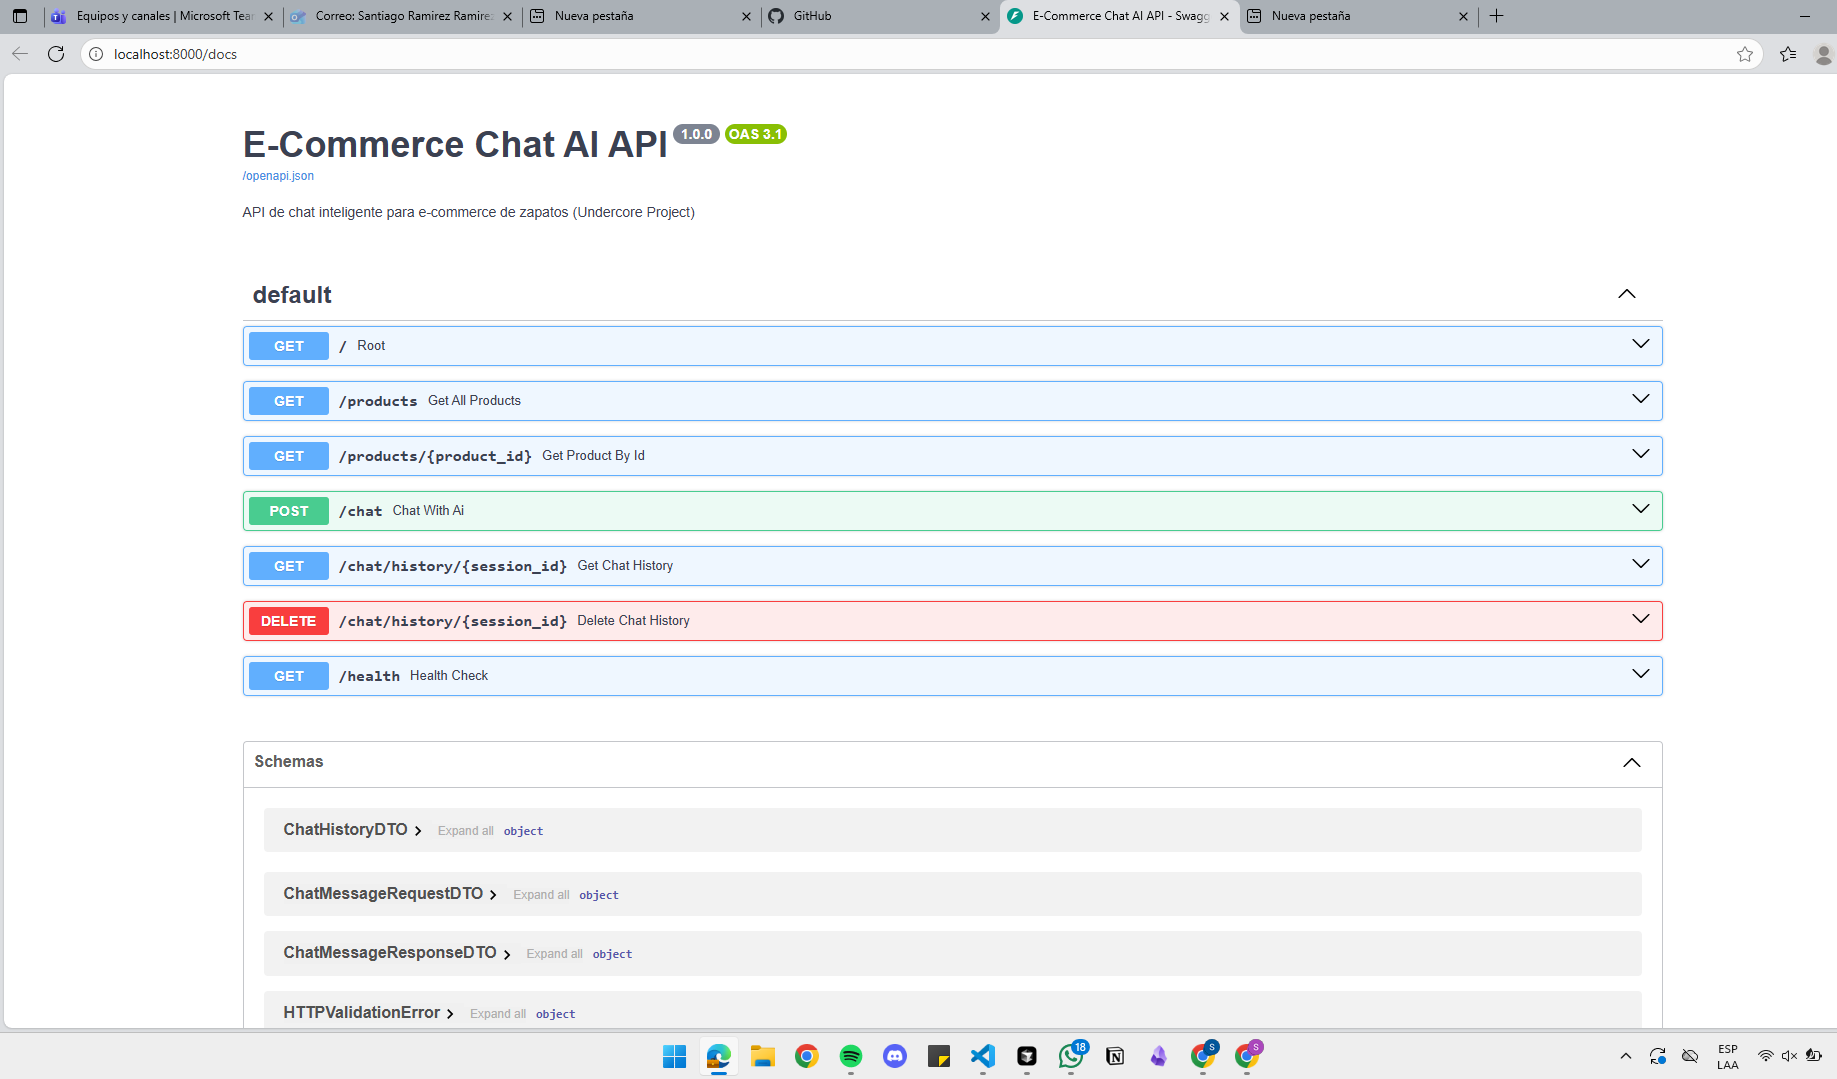 Equipos y canales | Microsoft Tear
Correo: Santiago Ramirez Ramirez
Nueva pestaña
GitHub
E-Commerce Chat AI API - Swagg
Nueva pestaña
localhost:8000/docs
E-Commerce Chat AI API 1.0.0 OAS 3.1
/openapi.json
API de chat inteligente para e-commerce de zapatos (Undercore Project)
default
GET / Root
GET /products Get All Products
GET /products/{product_id} Get Product By Id
POST /chat Chat With Ai
GET /chat/history/{session_id} Get Chat History
DELETE /chat/history/{session_id} Delete Chat History
GET /health Health Check
Schemas
ChatHistoryDTO Expand all object
ChatMessageRequestDTO Expand all object
ChatMessageResponseDTO Expand all object
HTTPValidationError Expand all object
18
S
S
ESP
LAA